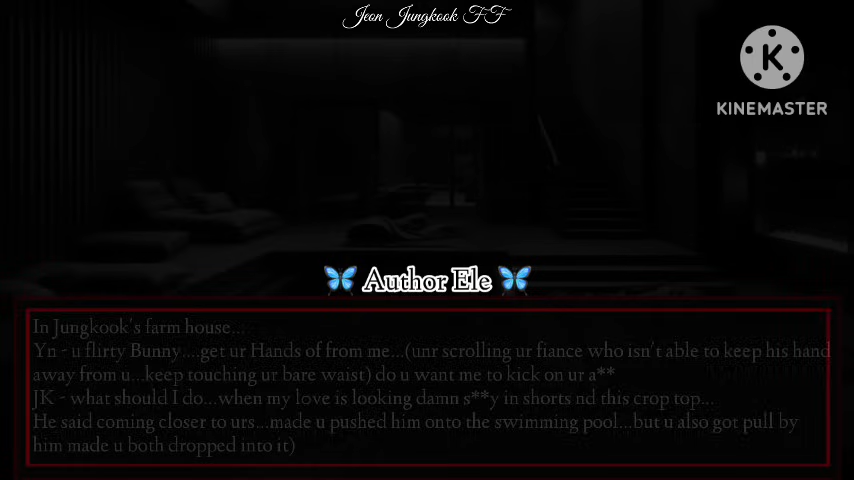 Jeon Jungkook FF
KINEMASTER
🦋 Author Ele 🦋
In Jungkook's farm house...
Yn - u flirty Bunny....get ur Hands of from me...(unr scrolling ur fiance who isn't able to keep his hand
away from u...keep touching ur bare waist) do u want me to kick on ur a**
JK - what should I do...when my love is looking damn s**y in shorts nd this crop top...
He said coming closer to urs...made u pushed him onto the swimming pool...but u also got pull by
him made u both dropped into it)